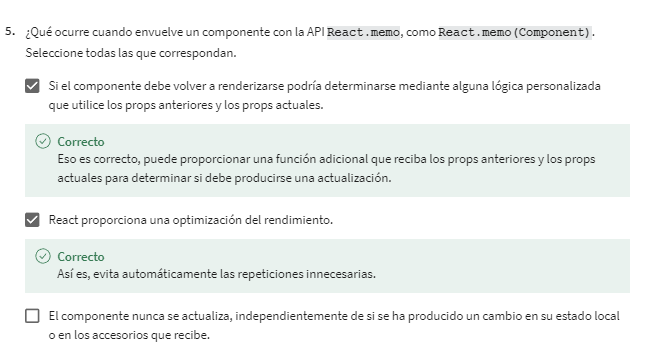 5. ¿Qué ocurre cuando envuelve un componente con la API React.memo, como React.memo(Component).
Seleccione todas las que correspondan.
Si el componente debe volver a renderizarse podría determinarse mediante alguna lógica personalizada
que utilice los props anteriores y los props actuales.
Correcto
Eso es correcto, puede proporcionar una función adicional que reciba los props anteriores y los props
actuales para determinar si debe producirse una actualización.
React proporciona una optimización del rendimiento.
Correcto
Así es, evita automáticamente las repeticiones innecesarias.
El componente nunca se actualiza, independientemente de si se ha producido un cambio en su estado local
o en los accesorios que recibe.